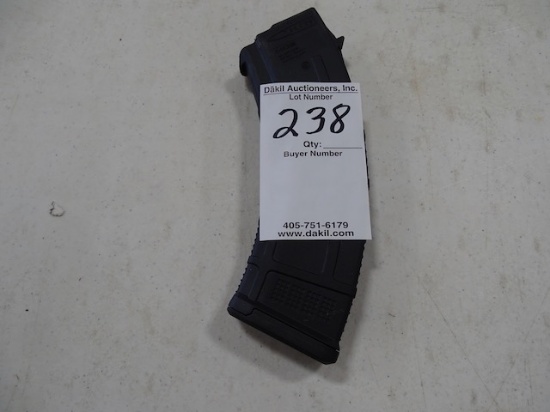 Dakil Auctioneers, Inc.
Lot Number
238
Qty:
Buyer Number
405-751-6179
www.dakil.com